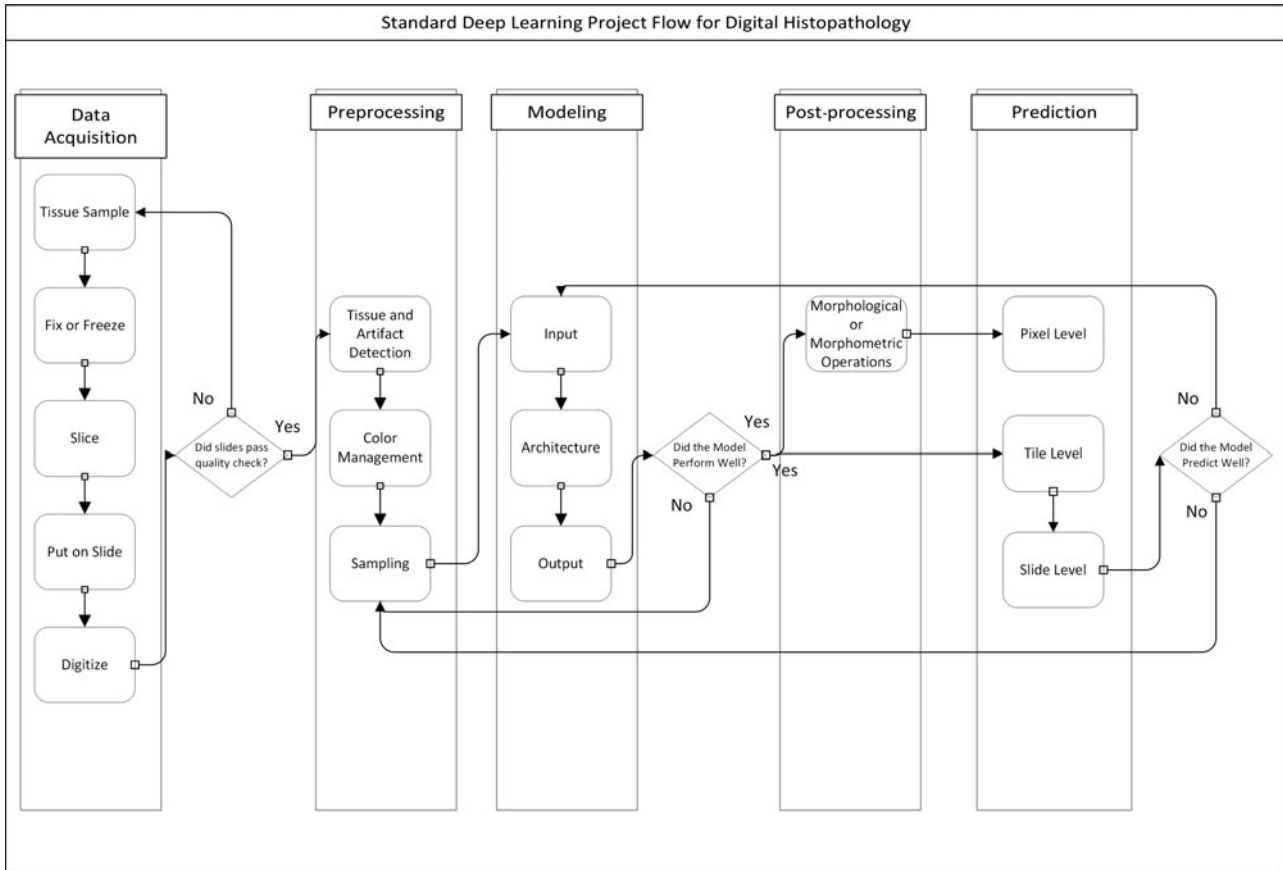 Standard Deep Learning Project Flow for Digital Histopathology
Data
Acquisition
Tissue Sample
Fix or Freeze
Slice
Put on Slide
Digitize
No
Did slides pass
quality check?
Yes
Preprocessing
Tissue and
Artifact
Detection
Color
Management
Sampling
Modeling
Input
Architecture
Output
Did the Model
Perform Well?
Yes
Yes
No
Post-processing
Morphological
or
Morphometric
Operations
Prediction
Pixel Level
Tile Level
Slide Level
No
Did the Model
Predict Well?
No